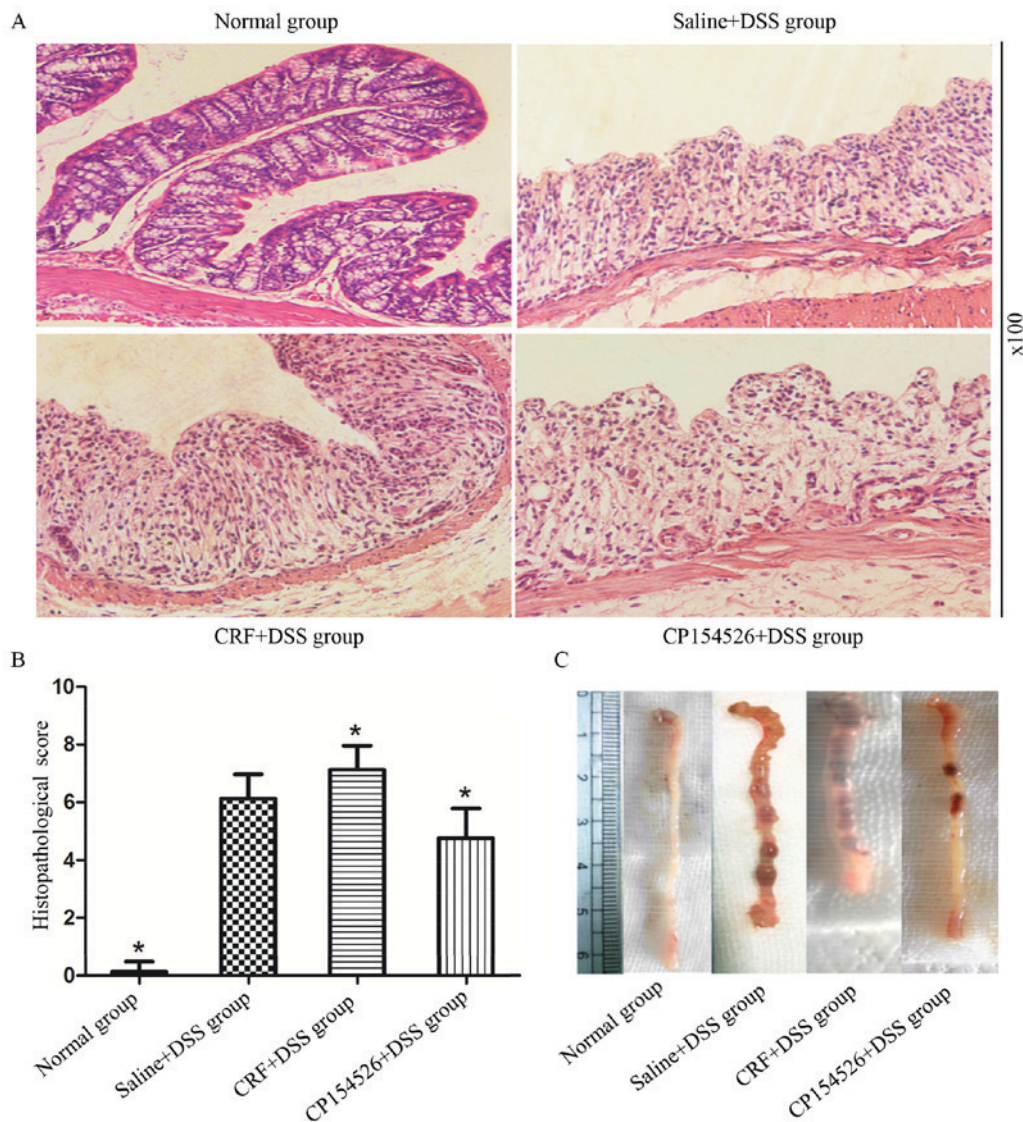 A
Normal group
Saline+DSS group
x100
CRF+DSS group
CP154526+DSS group
B
Histopathological score
10
8
6
4
2
0
*
*
*
Normal group
Saline+DSS group
CRF+DSS group
CP154526+DSS group
C
0
1
2
3
4
5
6
Normal group
Saline+DSS group
CRF+DSS group
CP154526+DSS group